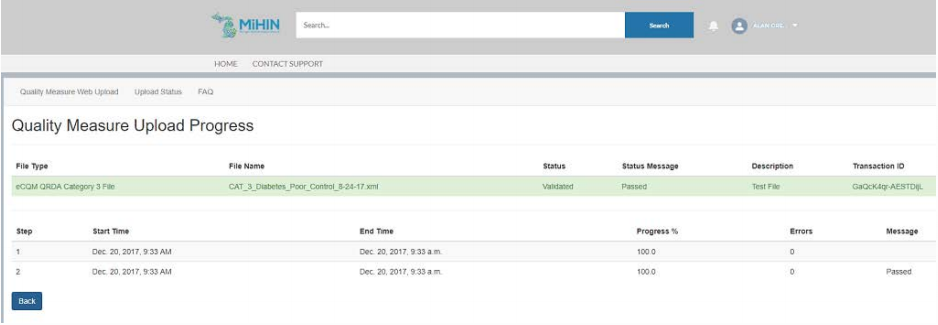 MiHIN Search... Search
HOME CONTACT SUPPORT
Quality Measure Web Upload Upload Status FAQ
Quality Measure Upload Progress
File Type File Name Status Status Message Description Transaction ID
eCQM QRDA Category 3 File CAT_3_Diabetes_Poor_Control_8-24-17.xml Validated Passed Test File
Step Start Time End Time Progress % Errors Message
1 Dec. 20, 2017, 9:33 AM Dec. 20, 2017, 9:33 a.m. 100.0 0
2 Dec. 20, 2017, 9:33 AM Dec. 20, 2017, 9:33 a.m. 100.0 0 Passed
Back